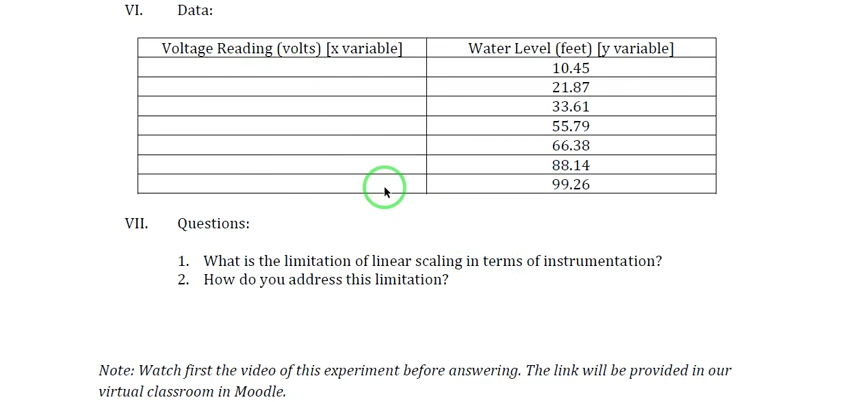 VI. Data:
Voltage Reading (volts) [x variable] Water Level (feet) [y variable]
10.45
21.87
33.61
55.79
66.38
88.14
99.26
VII. Questions:
1. What is the limitation of linear scaling in terms of instrumentation?
2. How do you address this limitation?
Note: Watch first the video of this experiment before answering. The link will be provided in our
virtual classroom in Moodle.